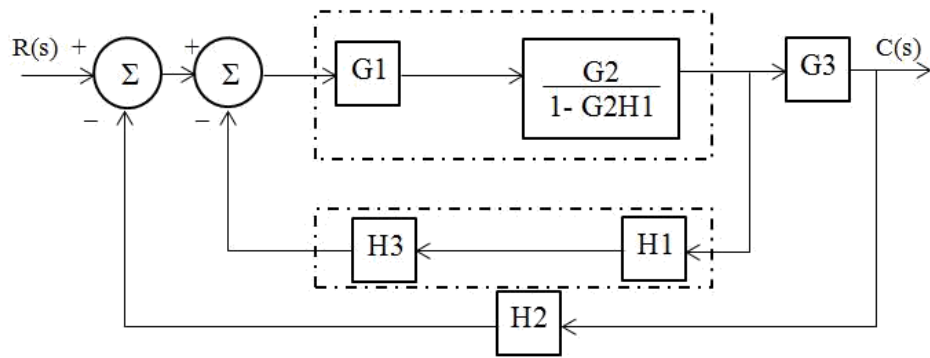 R(s)
+
Σ
−
+
Σ
−
G1
G2
1- G2H1
G3
C(s)
H3
H1
H2